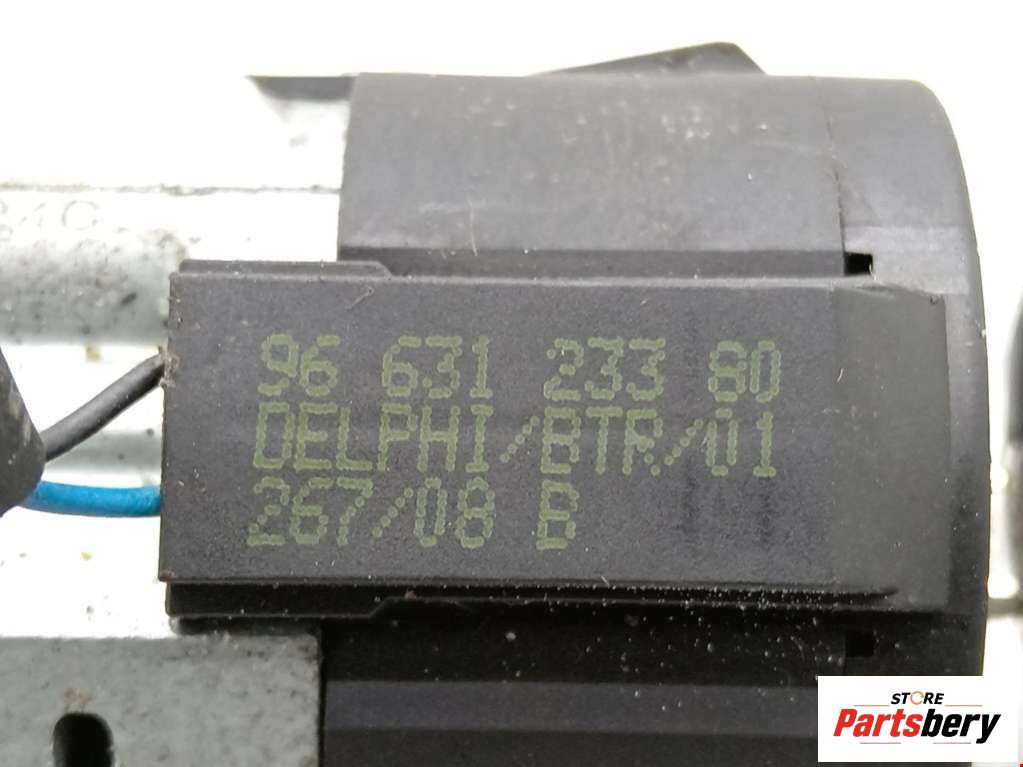 96 631 233 80
DELPHI/BTR/01
267/08 B
STORE
Partsbery